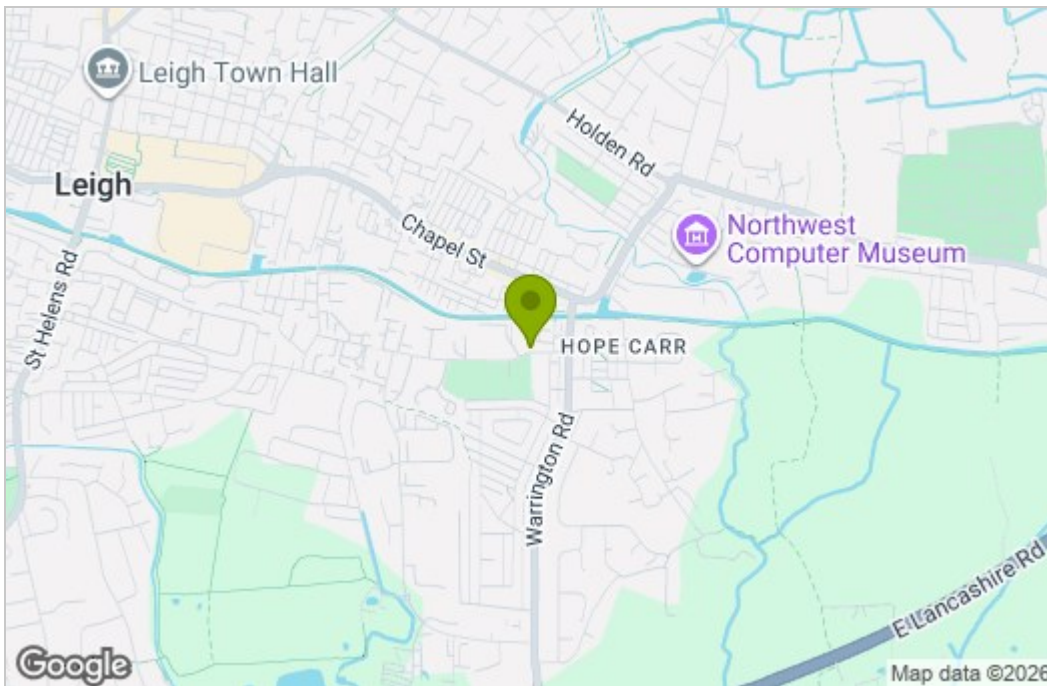 Leigh Town Hall
Leigh
Holden Rd
Chapel St
Northwest
Computer Museum
St Helens Rd
HOPE CARR
Warrington Rd
E Lancashire Rd
Google
Map data ©2026